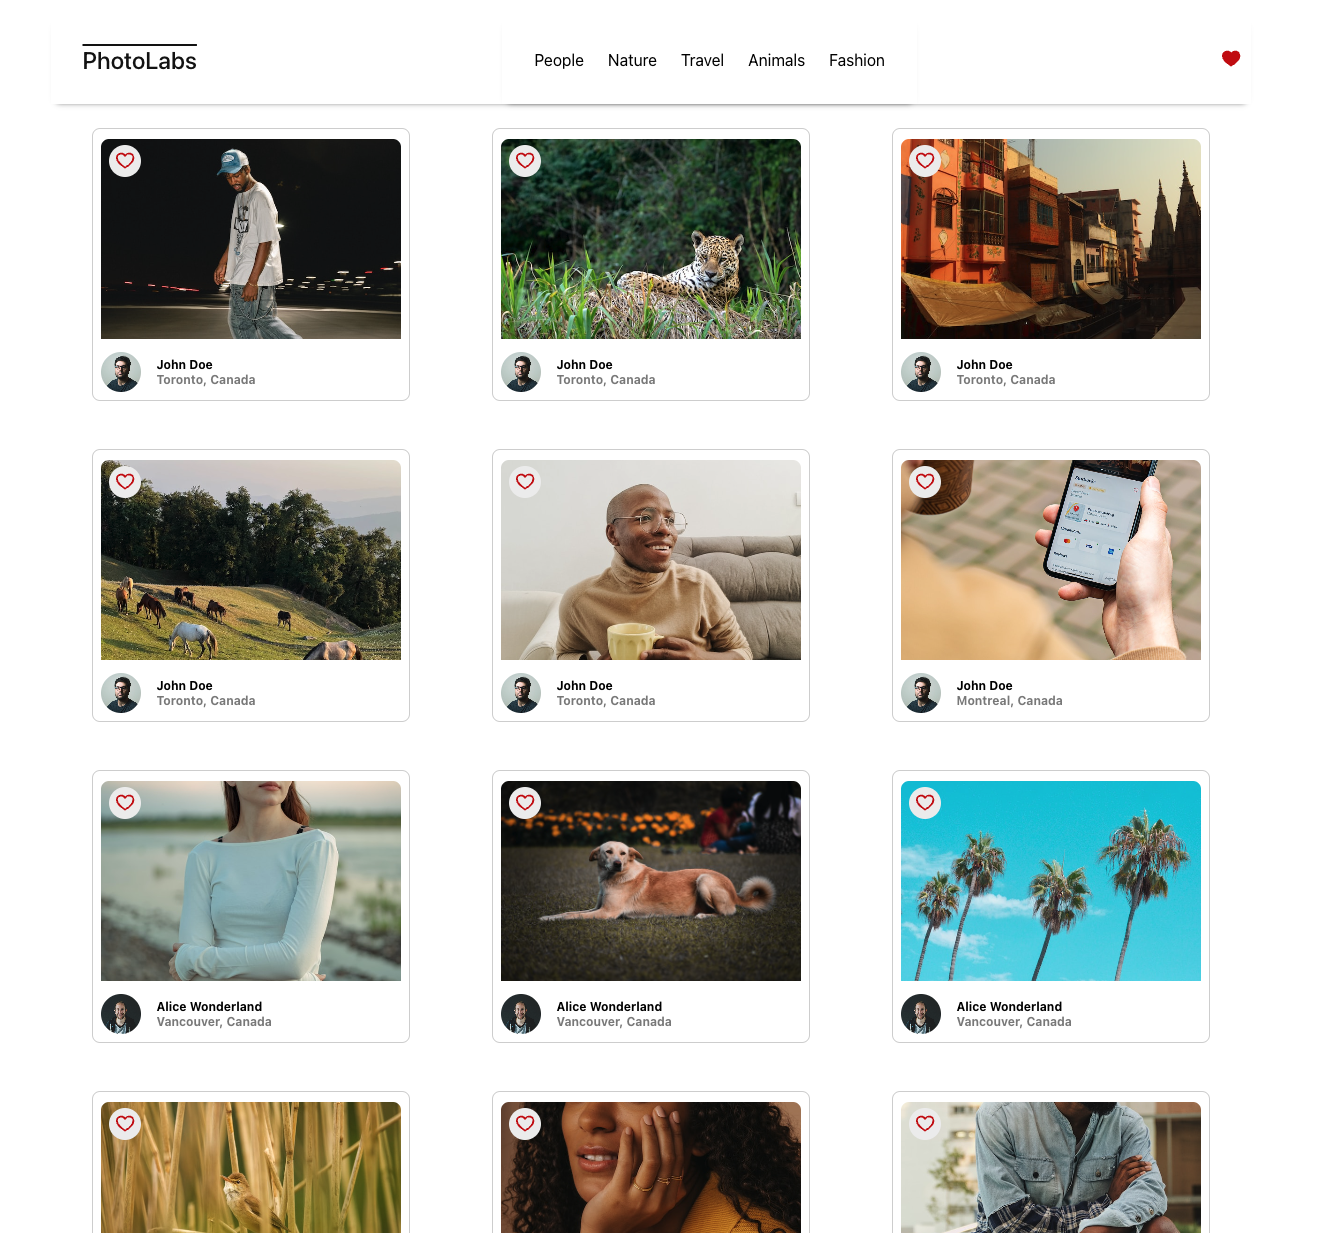 PhotoLabs
People Nature Travel Animals Fashion
John Doe
Toronto, Canada
John Doe
Toronto, Canada
John Doe
Toronto, Canada
John Doe
Toronto, Canada
John Doe
Toronto, Canada
John Doe
Montreal, Canada
Alice Wonderland
Vancouver, Canada
Alice Wonderland
Vancouver, Canada
Alice Wonderland
Vancouver, Canada